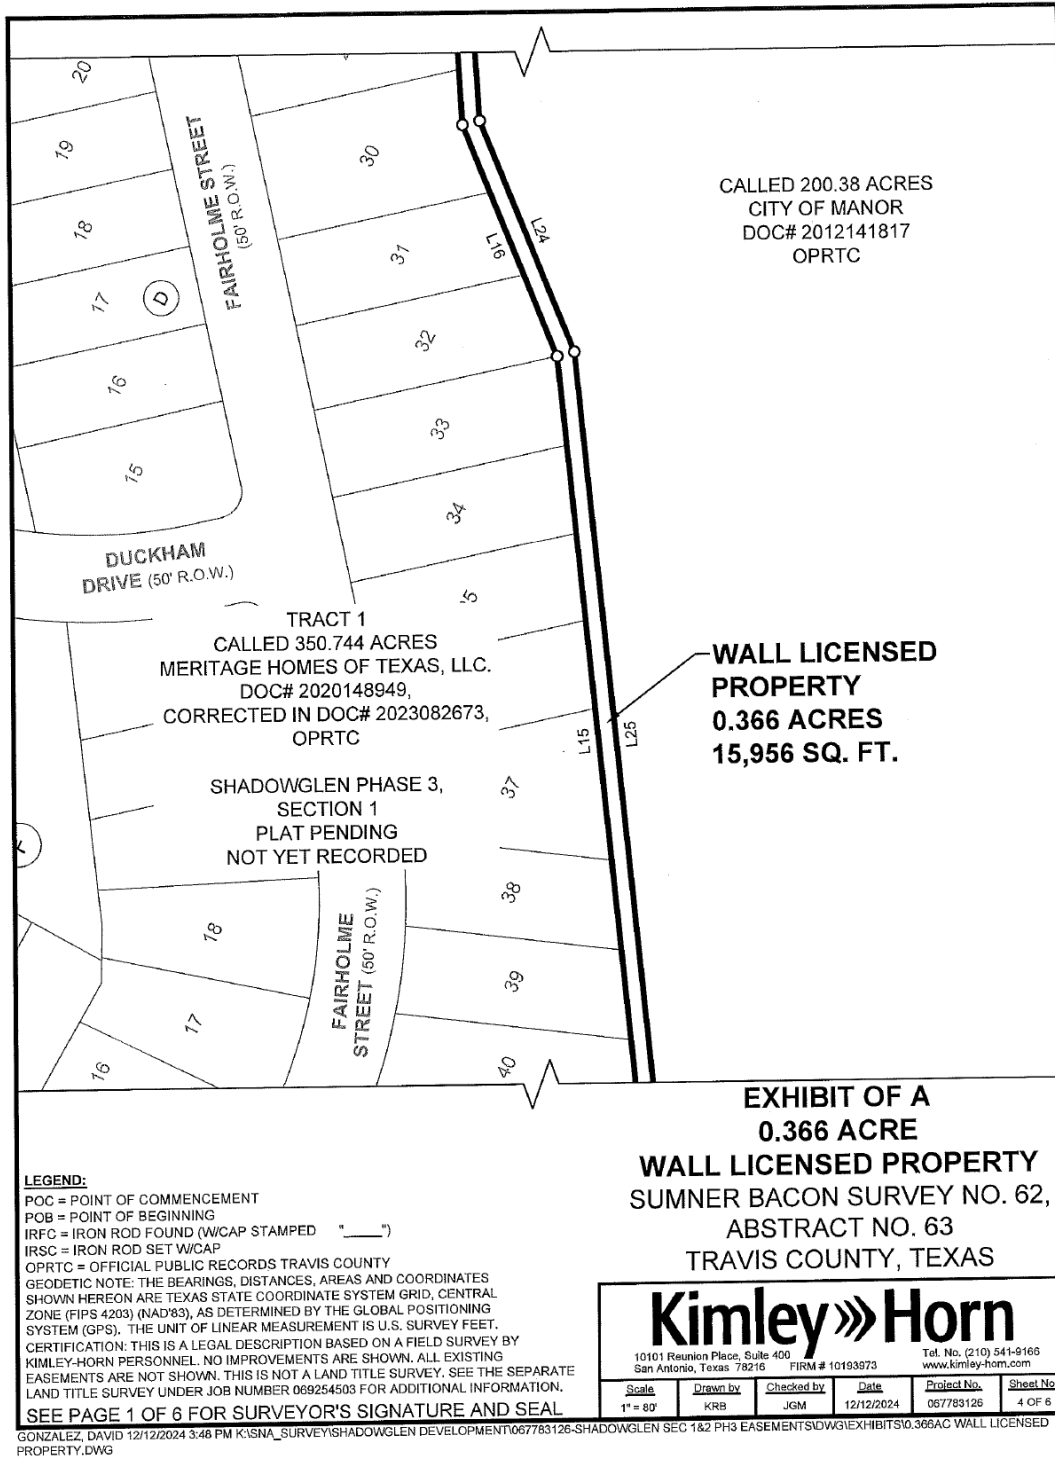 20
19
18
17
D
16
15
FAIRHOLME STREET
(50' R.O.W.)
30
31
32
33
34
L16
L24
CALLED 200.38 ACRES
CITY OF MANOR
DOC# 2012141817
OPRTC
DUCKHAM
DRIVE (50' R.O.W.)
5
TRACT 1
CALLED 350.744 ACRES
MERITAGE HOMES OF TEXAS, LLC.
DOC# 2020148949,
CORRECTED IN DOC# 2023082673,
OPRTC
SHADOWGLEN PHASE 3,
SECTION 1
PLAT PENDING
NOT YET RECORDED
L15
L25
WALL LICENSED
PROPERTY
0.366 ACRES
15,956 SQ. FT.
37
38
39
40
18
17
16
FAIRHOLME
STREET (50' R.O.W.)
EXHIBIT OF A
0.366 ACRE
WALL LICENSED PROPERTY
SUMNER BACON SURVEY NO. 62,
ABSTRACT NO. 63
TRAVIS COUNTY, TEXAS
LEGEND:
POC = POINT OF COMMENCEMENT
POB = POINT OF BEGINNING
IRFC = IRON ROD FOUND (W/CAP STAMPED "_____")
IRSC = IRON ROD SET W/CAP
OPRTC = OFFICIAL PUBLIC RECORDS TRAVIS COUNTY
GEODETIC NOTE: THE BEARINGS, DISTANCES, AREAS AND COORDINATES
SHOWN HEREON ARE TEXAS STATE COORDINATE SYSTEM GRID, CENTRAL
ZONE (FIPS 4203) (NAD'83), AS DETERMINED BY THE GLOBAL POSITIONING
SYSTEM (GPS). THE UNIT OF LINEAR MEASUREMENT IS U.S. SURVEY FEET.
CERTIFICATION: THIS IS A LEGAL DESCRIPTION BASED ON A FIELD SURVEY BY
KIMLEY-HORN PERSONNEL. NO IMPROVEMENTS ARE SHOWN. ALL EXISTING
EASEMENTS ARE NOT SHOWN. THIS IS NOT A LAND TITLE SURVEY. SEE THE SEPARATE
LAND TITLE SURVEY UNDER JOB NUMBER 069254503 FOR ADDITIONAL INFORMATION.
SEE PAGE 1 OF 6 FOR SURVEYOR'S SIGNATURE AND SEAL
Kimley»Horn
10101 Reunion Place, Suite 400
San Antonio, Texas 78216 FIRM # 10193973
Tel. No. (210) 541-9166
www.kimley-horn.com
Scale Drawn by Checked by Date Project No. Sheet No
1" = 80' KRB JGM 12/12/2024 067783126 4 OF 6
GONZALEZ, DAVID 12/12/2024 3:48 PM K:\SNA_SURVEY\SHADOWGLEN DEVELOPMENT\067783126-SHADOWGLEN SEC 1&2 PH3 EASEMENTS\DWG\EXHIBITS\0.366AC WALL LICENSED
PROPERTY.DWG